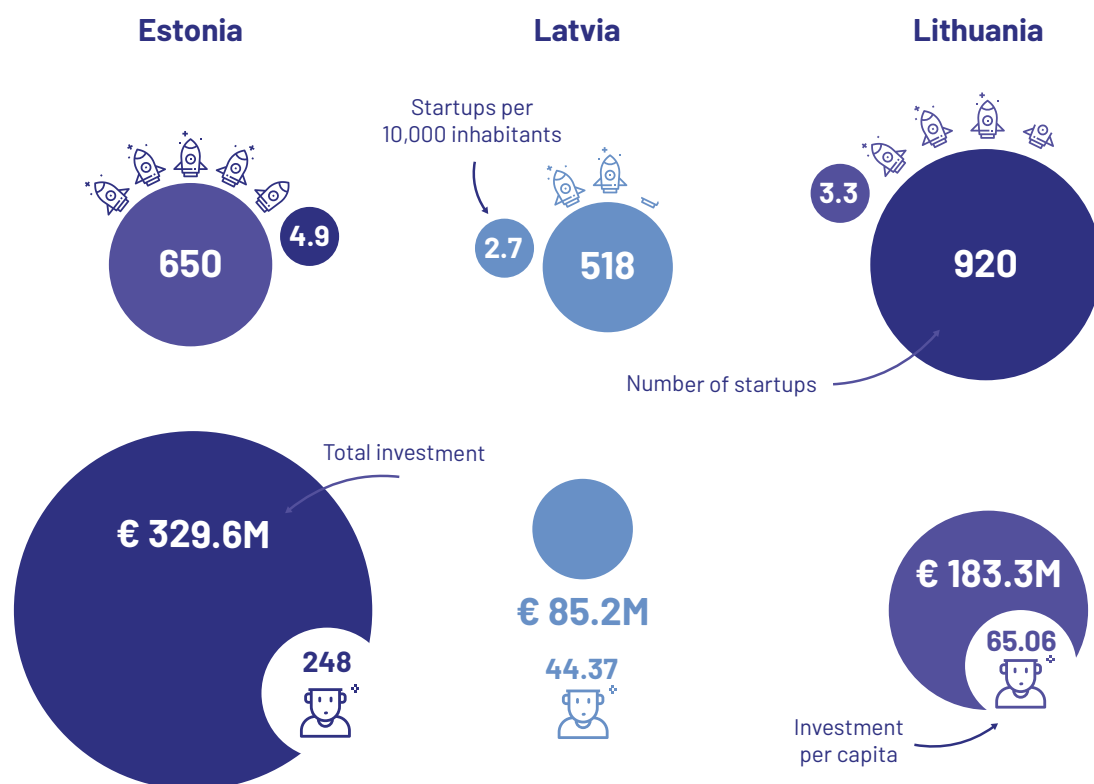 Estonia
Latvia
Lithuania
Startups per
10,000 inhabitants
650
4.9
2.7
518
3.3
920
Number of startups
Total investment
€ 329.6M
248
€ 85.2M
44.37
€ 183.3M
65.06
Investment
per capita